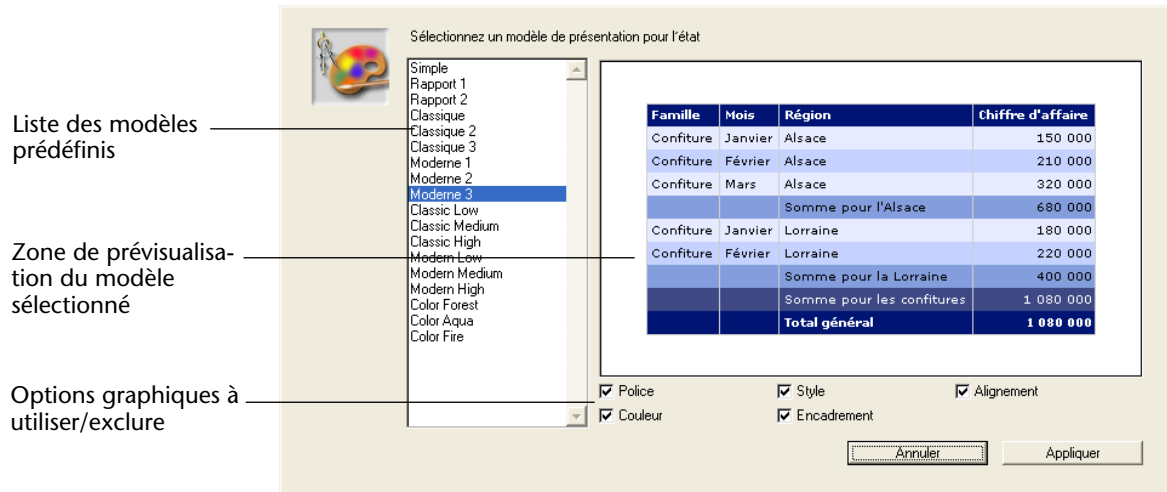 Sélectionnez un modèle de présentation pour l'état
Liste des modèles
prédéfinis
Zone de prévisualisa-
tion du modèle
sélectionné
Options graphiques à
utiliser/exclure
Simple
Rapport 1
Rapport 2
Classique
Classique 2
Classique 3
Moderne 1
Moderne 2
Moderne 3
Classic Low
Classic Medium
Classic High
Modern Low
Modern Medium
Modern High
Color Forest
Color Aqua
Color Fire
Famille Mois Région Chiffre d'affaire
Confiture Janvier Alsace 150 000
Confiture Février Alsace 210 000
Confiture Mars Alsace 320 000
Somme pour l'Alsace 680 000
Confiture Janvier Lorraine 180 000
Confiture Février Lorraine 220 000
Somme pour la Lorraine 400 000
Somme pour les confitures 1 080 000
Total général 1 080 000
Police Style Alignement
Couleur Encadrement
Annuler Appliquer